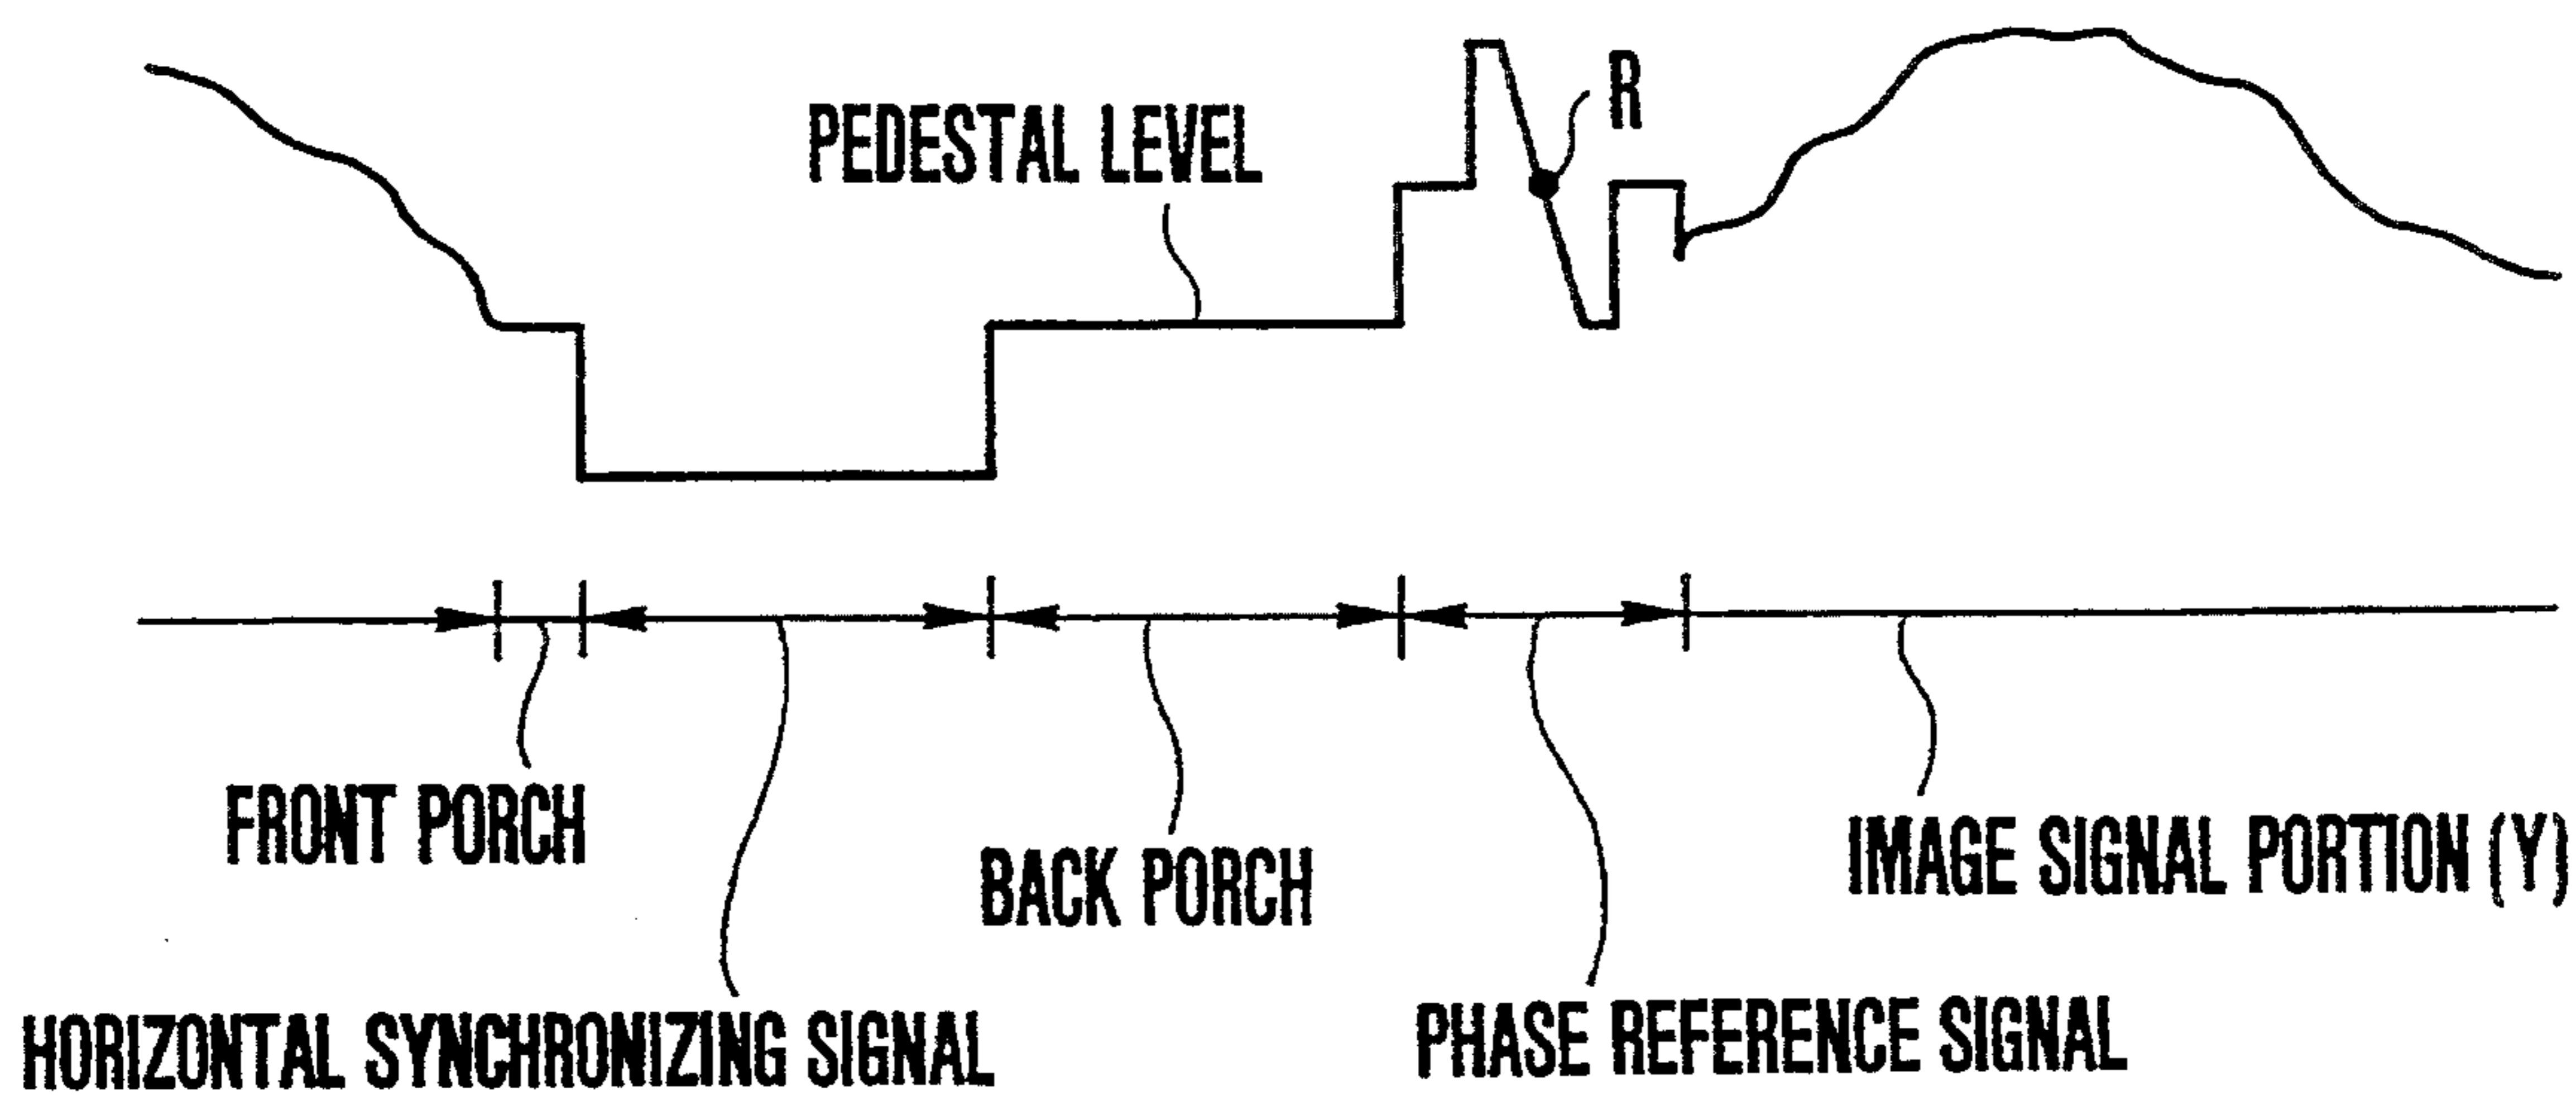 PEDESTAL LEVEL
R
FRONT PORCH
BACK PORCH
IMAGE SIGNAL PORTION (Y)
HORIZONTAL SYNCHRONIZING SIGNAL
PHASE REFERENCE SIGNAL